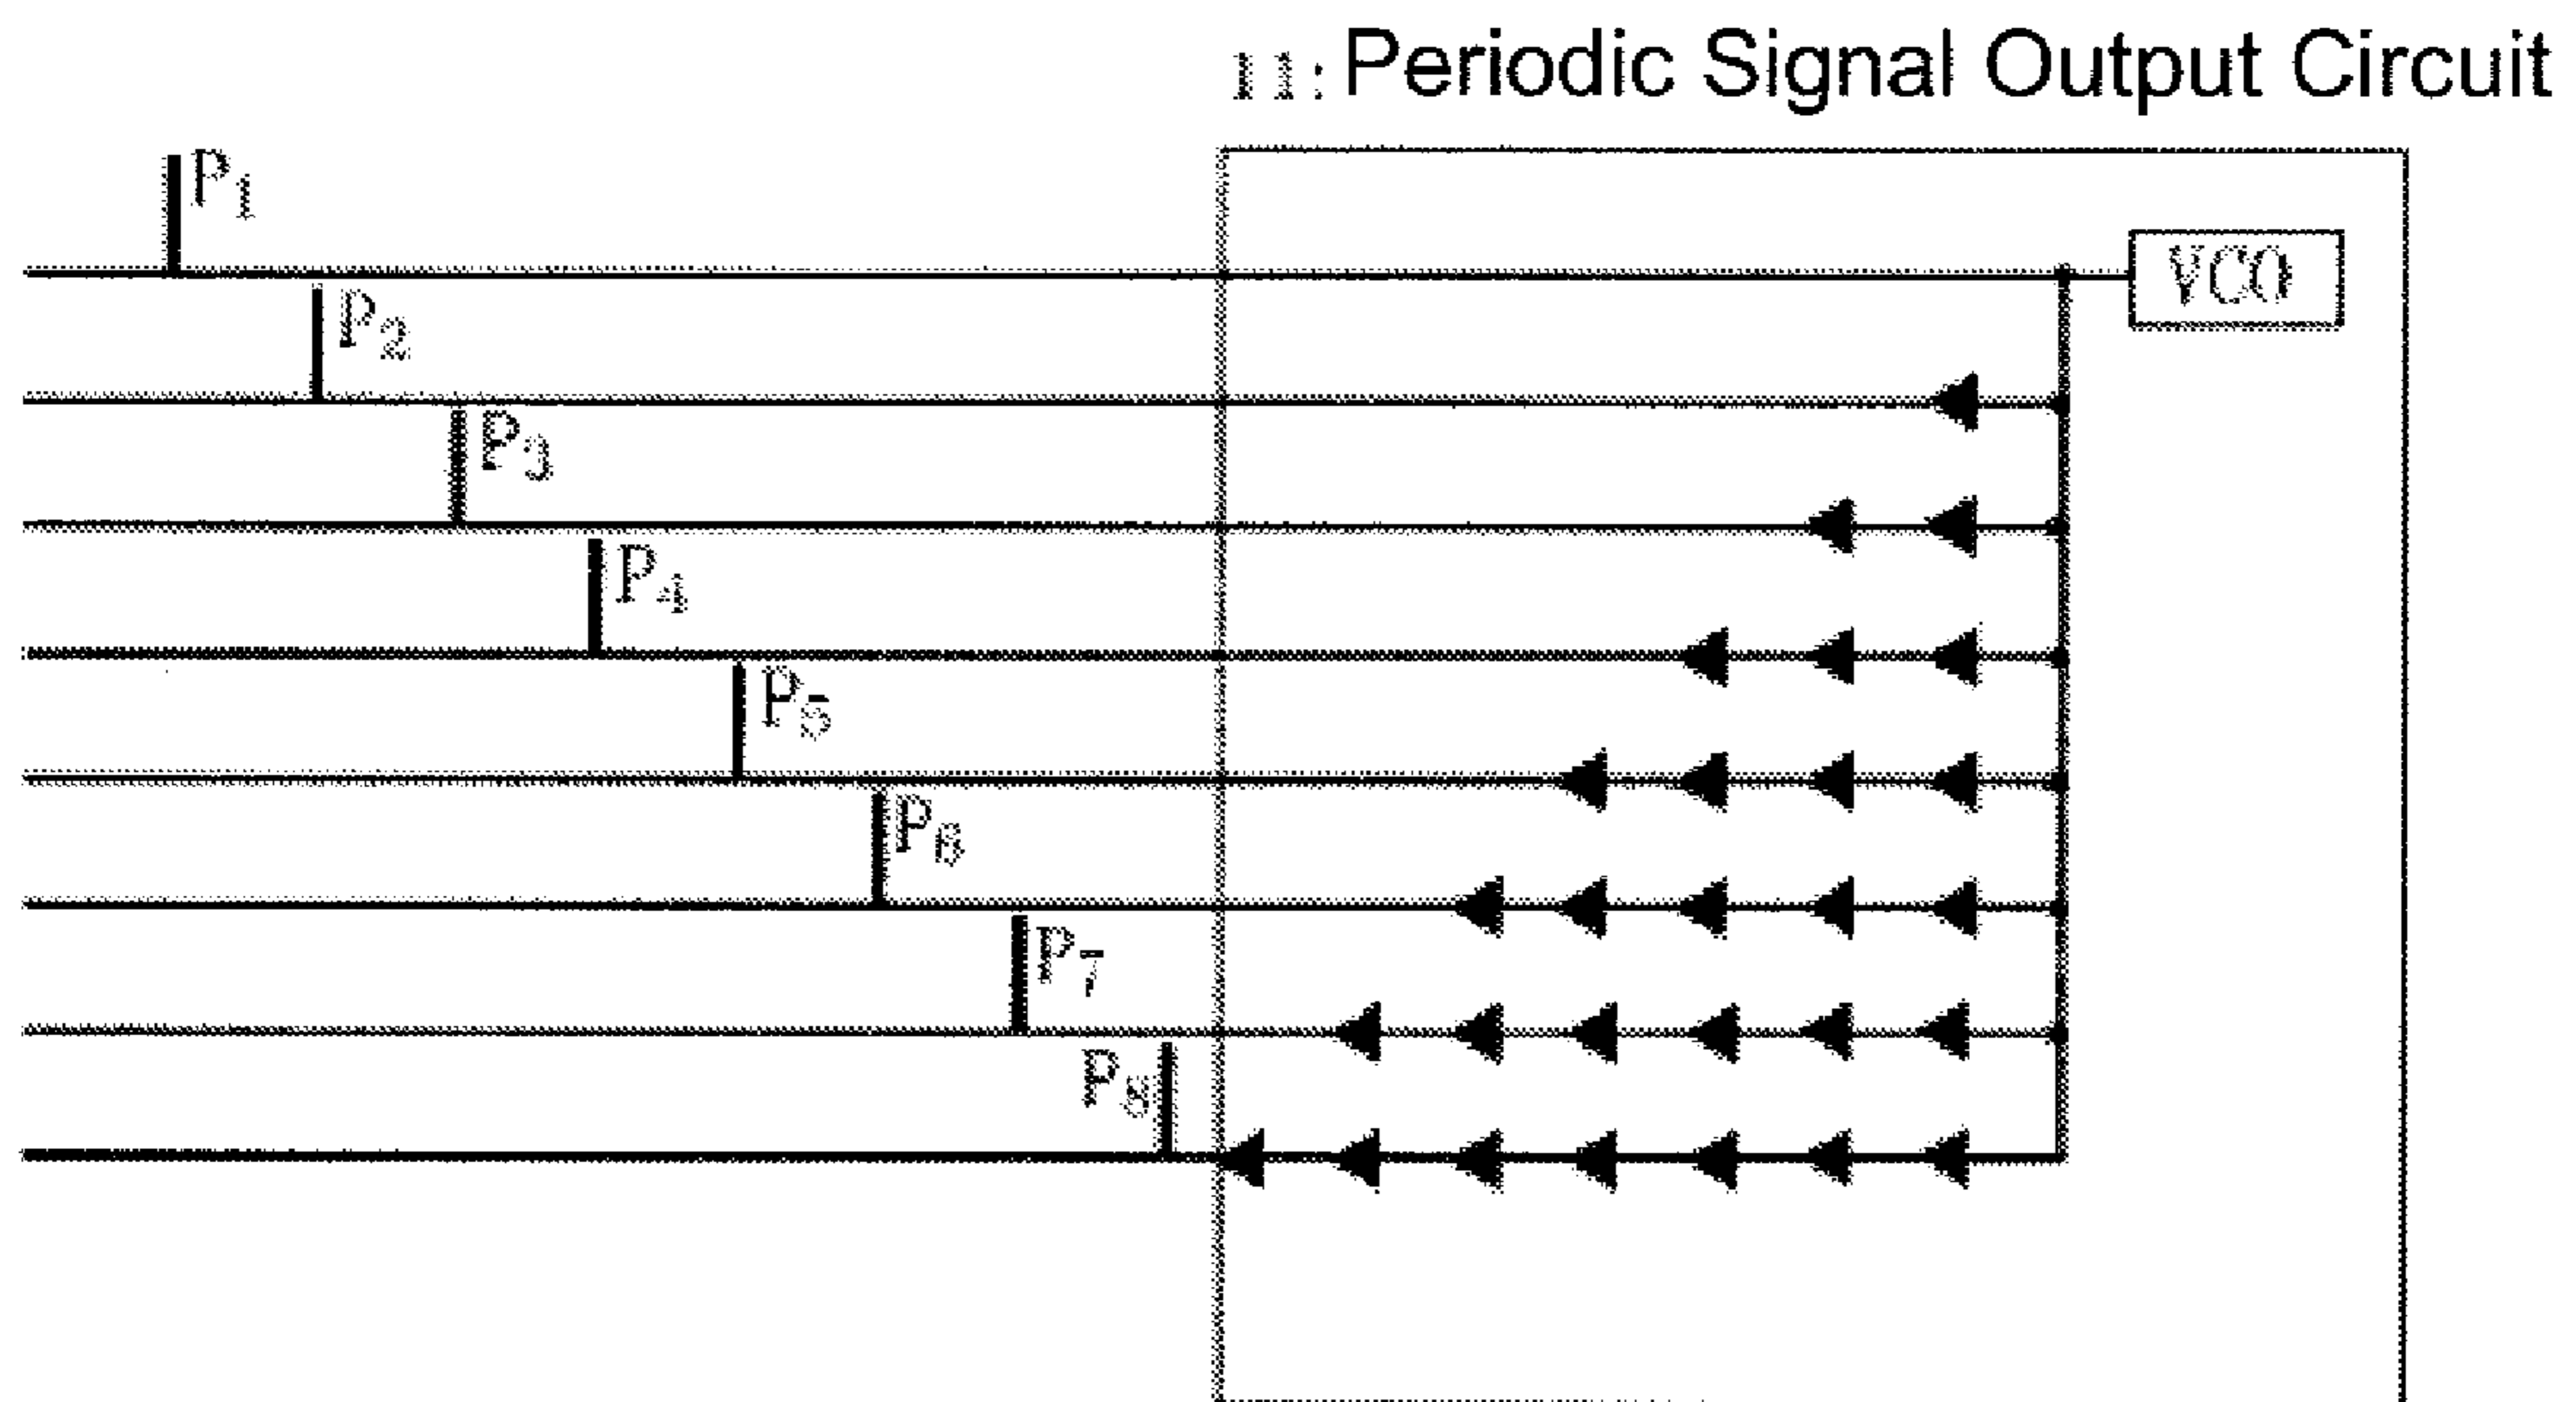 11: Periodic Signal Output Circuit
P1
VCO
P2
P3
P4
P5
P6
P7
P8